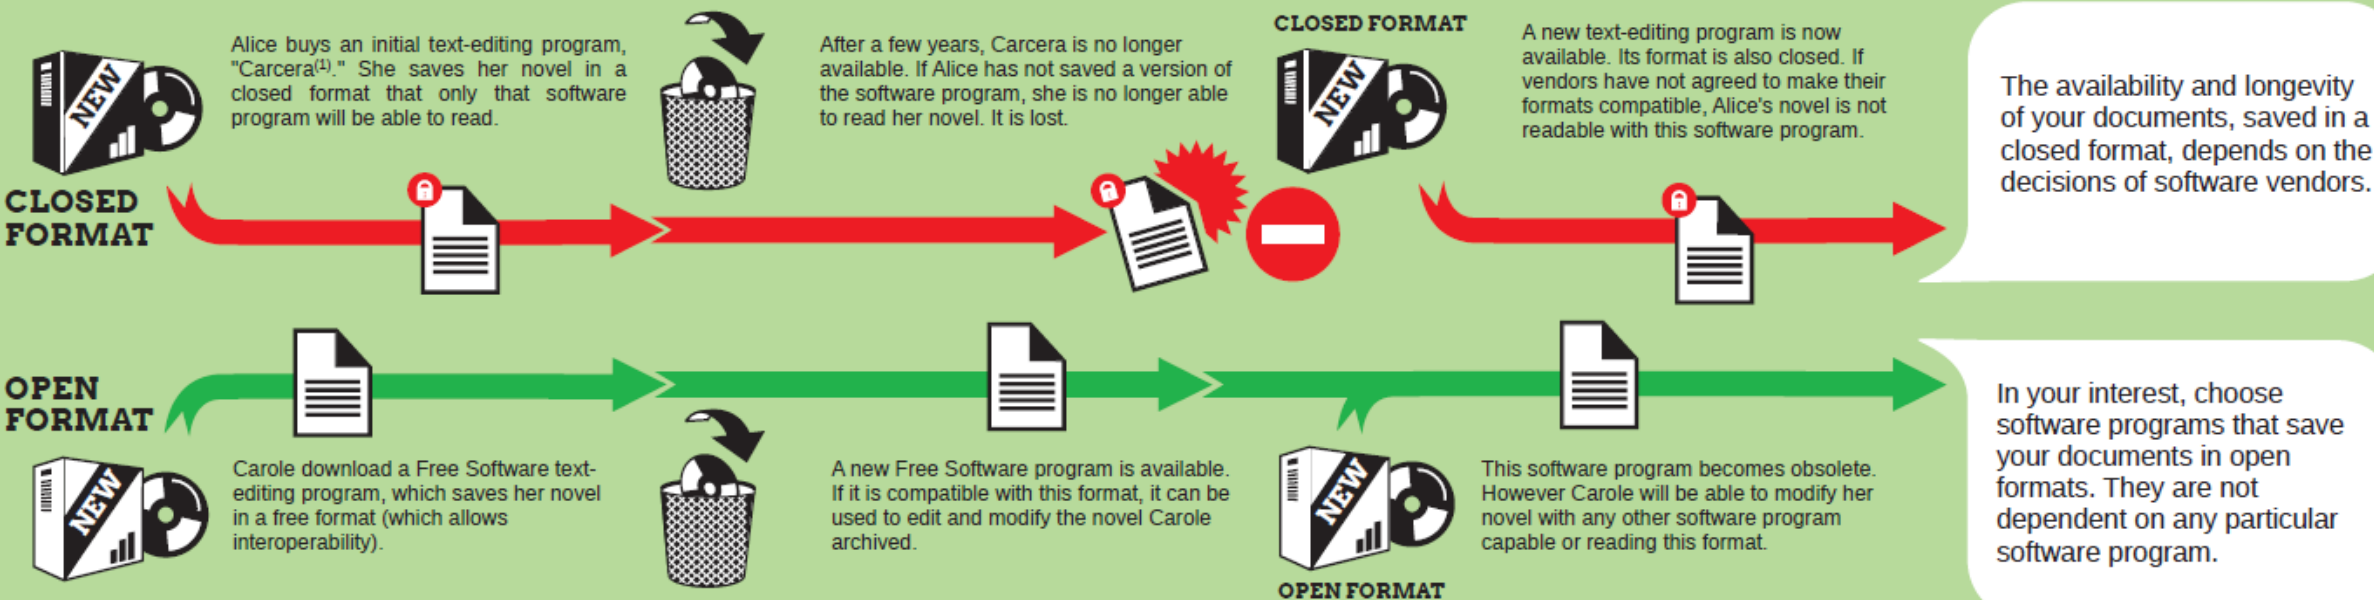 NEW
CLOSED
FORMAT
Alice buys an initial text-editing program,
"Carcera(1)." She saves her novel in a
closed format that only that software
program will be able to read.
After a few years, Carcera is no longer
available. If Alice has not saved a version of
the software program, she is no longer able
to read her novel. It is lost.
CLOSED FORMAT
NEW
A new text-editing program is now
available. Its format is also closed. If
vendors have not agreed to make their
formats compatible, Alice's novel is not
readable with this software program.
The availability and longevity
of your documents, saved in a
closed format, depends on the
decisions of software vendors.
OPEN
FORMAT
NEW
Carole download a Free Software text-
editing program, which saves her novel
in a free format (which allows
interoperability).
A new Free Software program is available.
If it is compatible with this format, it can be
used to edit and modify the novel Carole
archived.
NEW
OPEN FORMAT
This software program becomes obsolete.
However Carole will be able to modify her
novel with any other software program
capable or reading this format.
In your interest, choose
software programs that save
your documents in open
formats. They are not
dependent on any particular
software program.